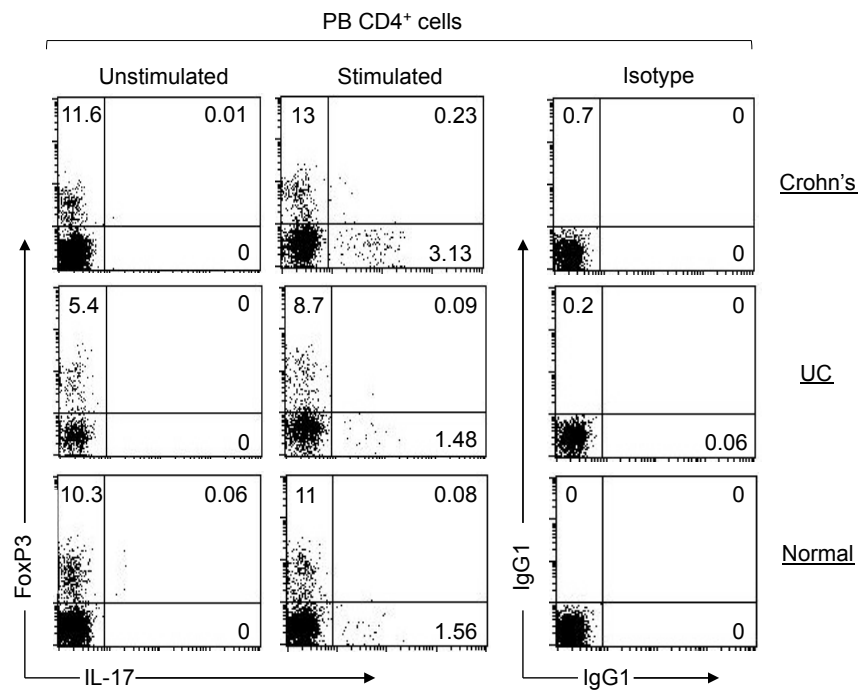 PB CD4⁺ cells
Unstimulated Stimulated Isotype
11.6 0.01 13 0.23 0.7 0
Crohn's
0 3.13 0
5.4 0 8.7 0.09 0.2 0
UC
0 1.48 0.06
10.3 0.06 11 0.08 0 0
Normal
0 1.56 0
FoxP3
IgG1
IL-17 IgG1